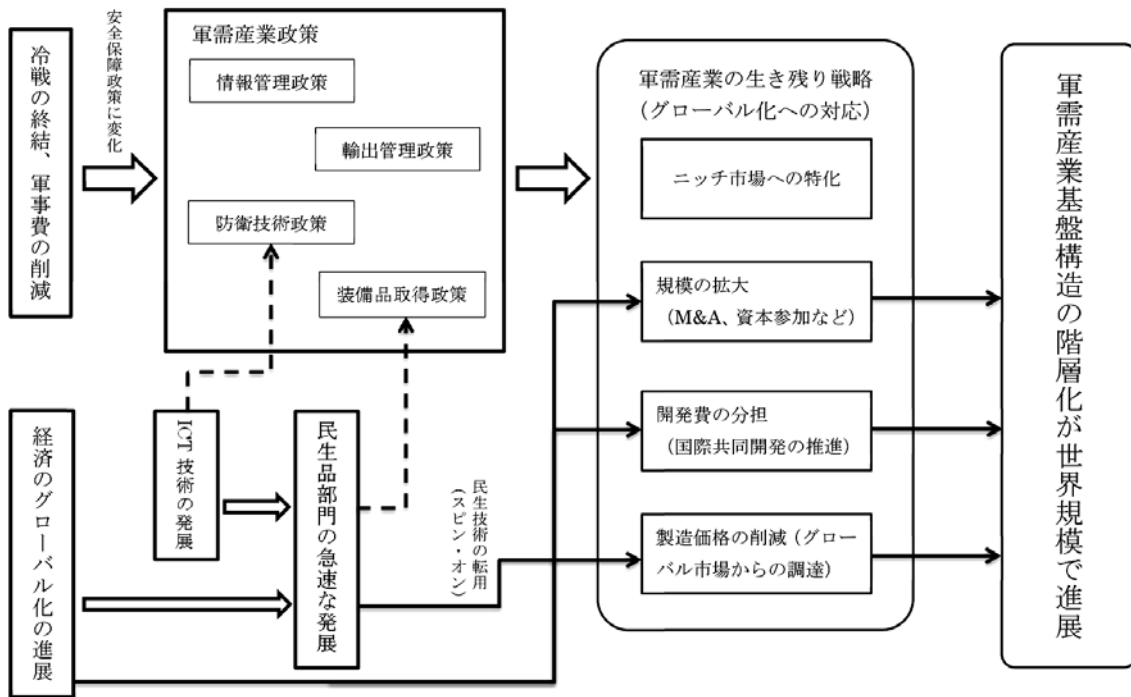 冷戦の終結、軍事費の削減
安全保障政策に変化
軍需産業政策
情報管理政策
輸出管理政策
防衛技術政策
装備品取得政策
経済のグローバル化の進展
ICT 技術の発展
民生品部門の急速な発展
民生技術の転用
(スピン・オン)
軍需産業の生き残り戦略
(グローバル化への対応)
ニッチ市場への特化
規模の拡大
(M&A、資本参加など)
開発費の分担
(国際共同開発の推進)
製造価格の削減(グロー
バル市場からの調達)
軍需産業基盤構造の階層化が世界規模で進展